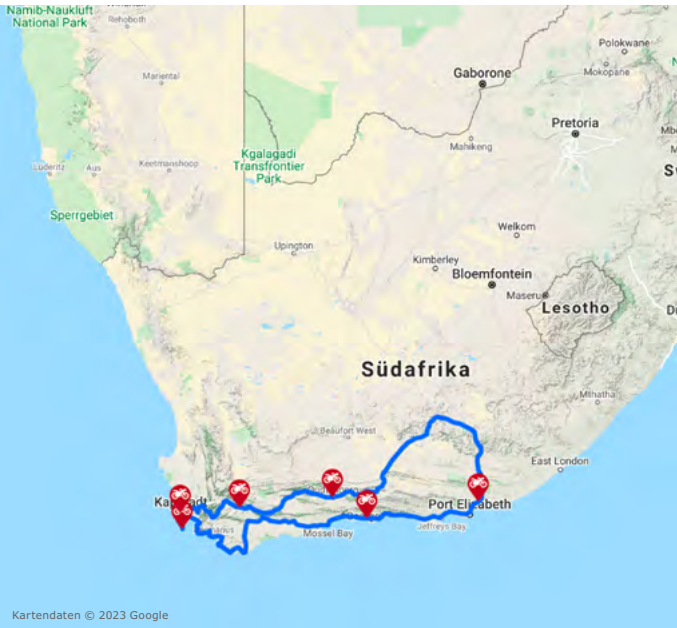 Namib-Naukluft
National Park
Rehoboth
Polokwane
Mokopane
Gaborone
Mariental
Pretoria
Mahikeng
Kgalagadi
Transfrontier
Park
Lüderitz
Aus
Keetmanshoop
Sperrgebiet
Welkom
Upington
Kimberley
Bloemfontein
Maseru
Lesotho
Südafrika
Mthatha
Beaufort West
East London
Port Elizabeth
Jeffreys Bay
Mossel Bay
Kartendaten © 2023 Google